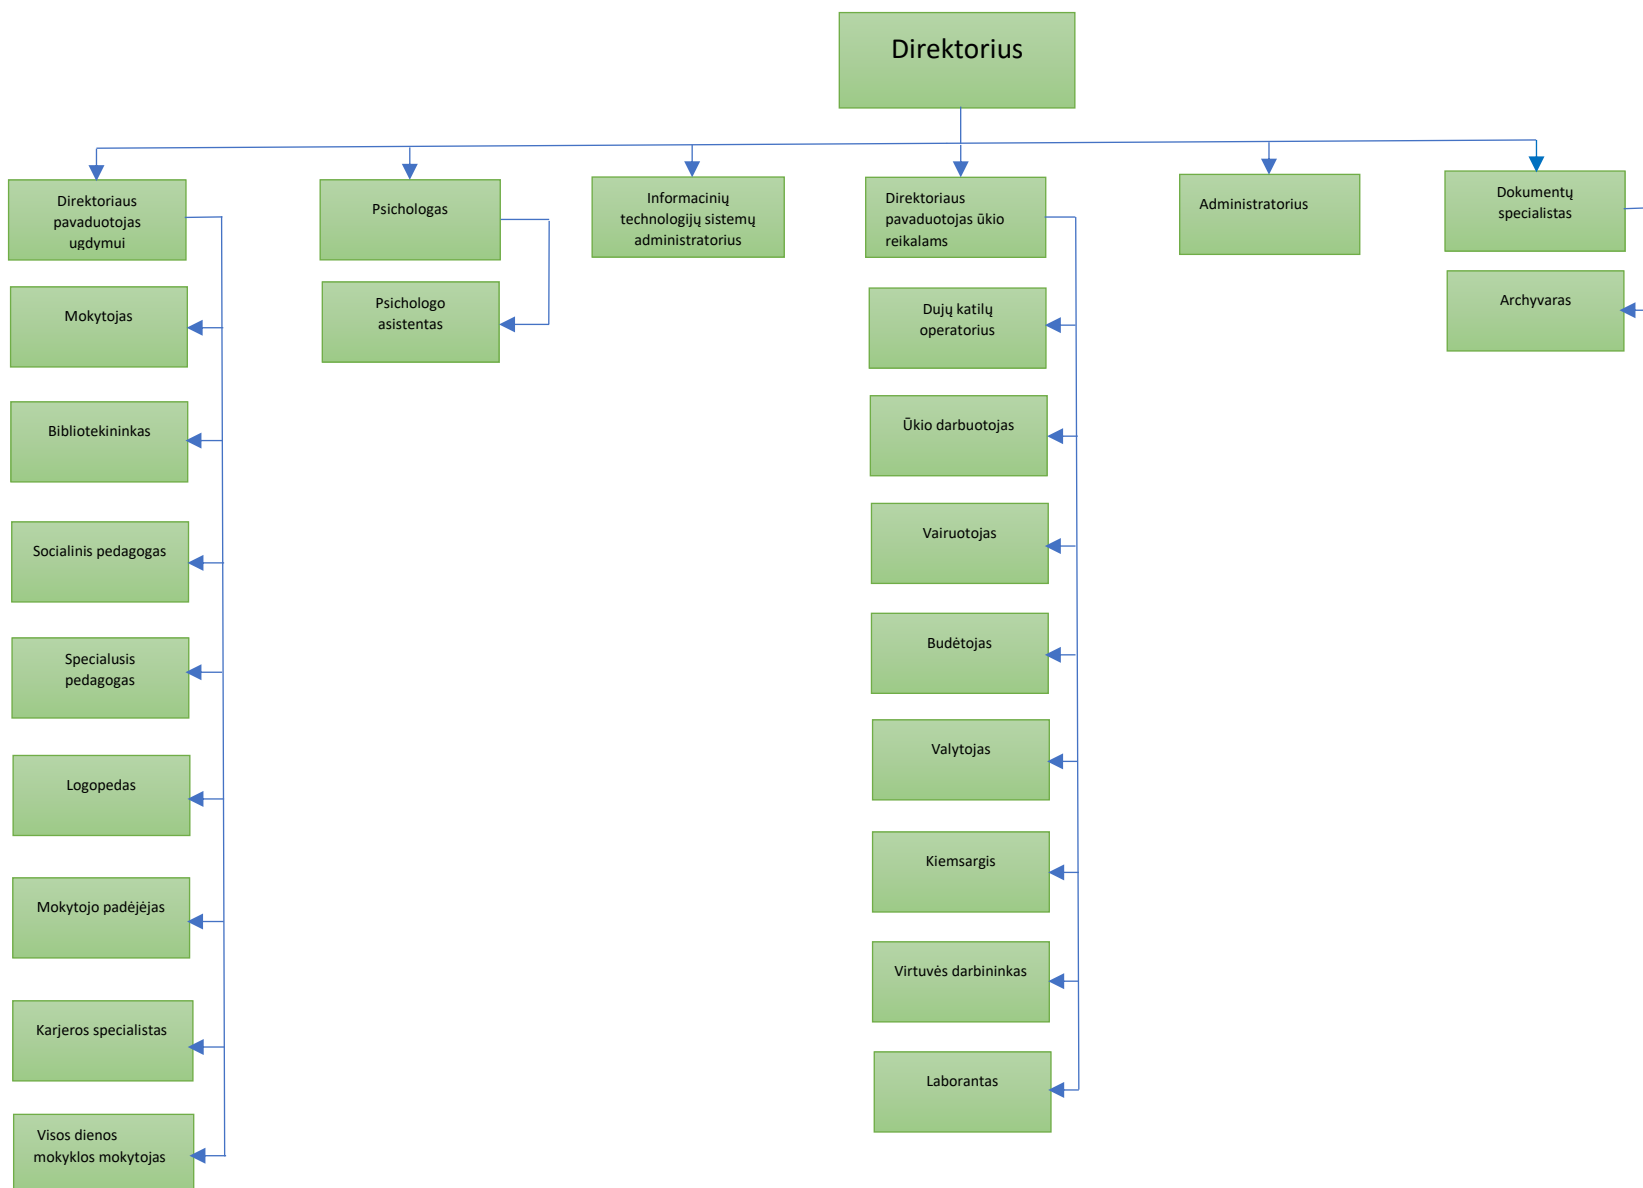 Direktorius
Direktoriaus
pavaduotojas
ugdymui
Psichologas
Informacinių
technologijų sistemų
administratorius
Direktoriaus
pavaduotojas ūkio
reikalams
Administratorius
Dokumentų
specialistas
Mokytojas
Bibliotekininkas
Socialinis pedagogas
Specialusis
pedagogas
Logopedas
Mokytojo padėjėjas
Karjeros specialistas
Visos dienos
mokyklos mokytojas
Psichologo
asistentas
Dujų katilų
operatorius
Ūkio darbuotojas
Vairuotojas
Budėtojas
Valytojas
Kiemsargis
Virtuvės darbininkas
Laborantas
Archyvaras